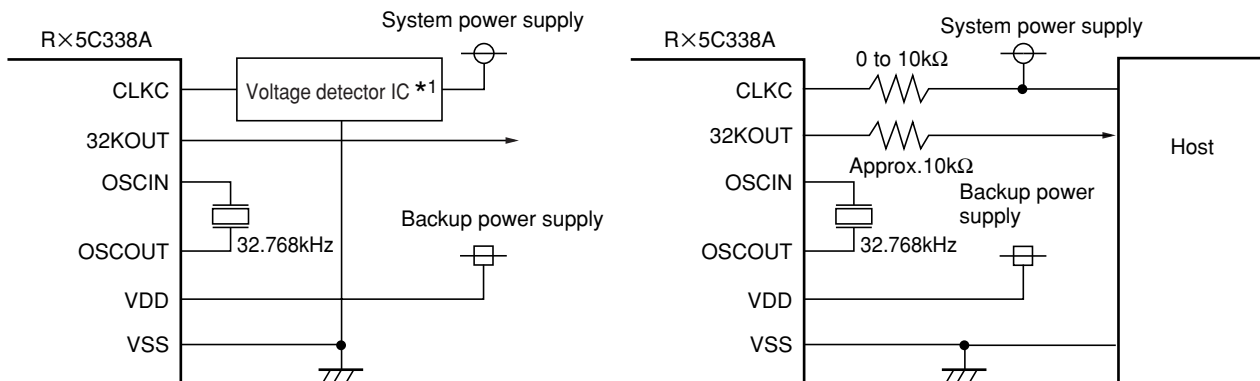 System power supply
R×5C338A
CLKC
Voltage detector IC *1
32KOUT
OSCIN
OSCOUT
32.768kHz
Backup power supply
VDD
VSS
System power supply
R×5C338A
0 to 10kΩ
CLKC
32KOUT
Approx.10kΩ
Host
OSCIN
OSCOUT
32.768kHz
Backup power
supply
VDD
VSS